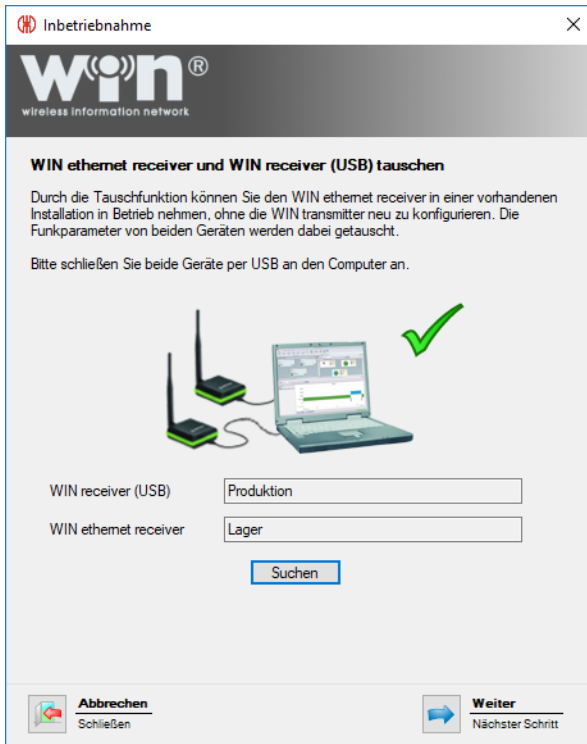 Inbetriebnahme
WIN®
wireless information network
WIN ethernet receiver und WIN receiver (USB) tauschen
Durch die Tauschfunktion können Sie den WIN ethernet receiver in einer vorhandenen
Installation in Betrieb nehmen, ohne die WIN transmitter neu zu konfigurieren. Die
Funkparameter von beiden Geräten werden dabei getauscht.
Bitte schließen Sie beide Geräte per USB an den Computer an.
WIN receiver (USB) Produktion
WIN ethernet receiver Lager
Suchen
Abbrechen
Schließen
Weiter
Nächster Schritt